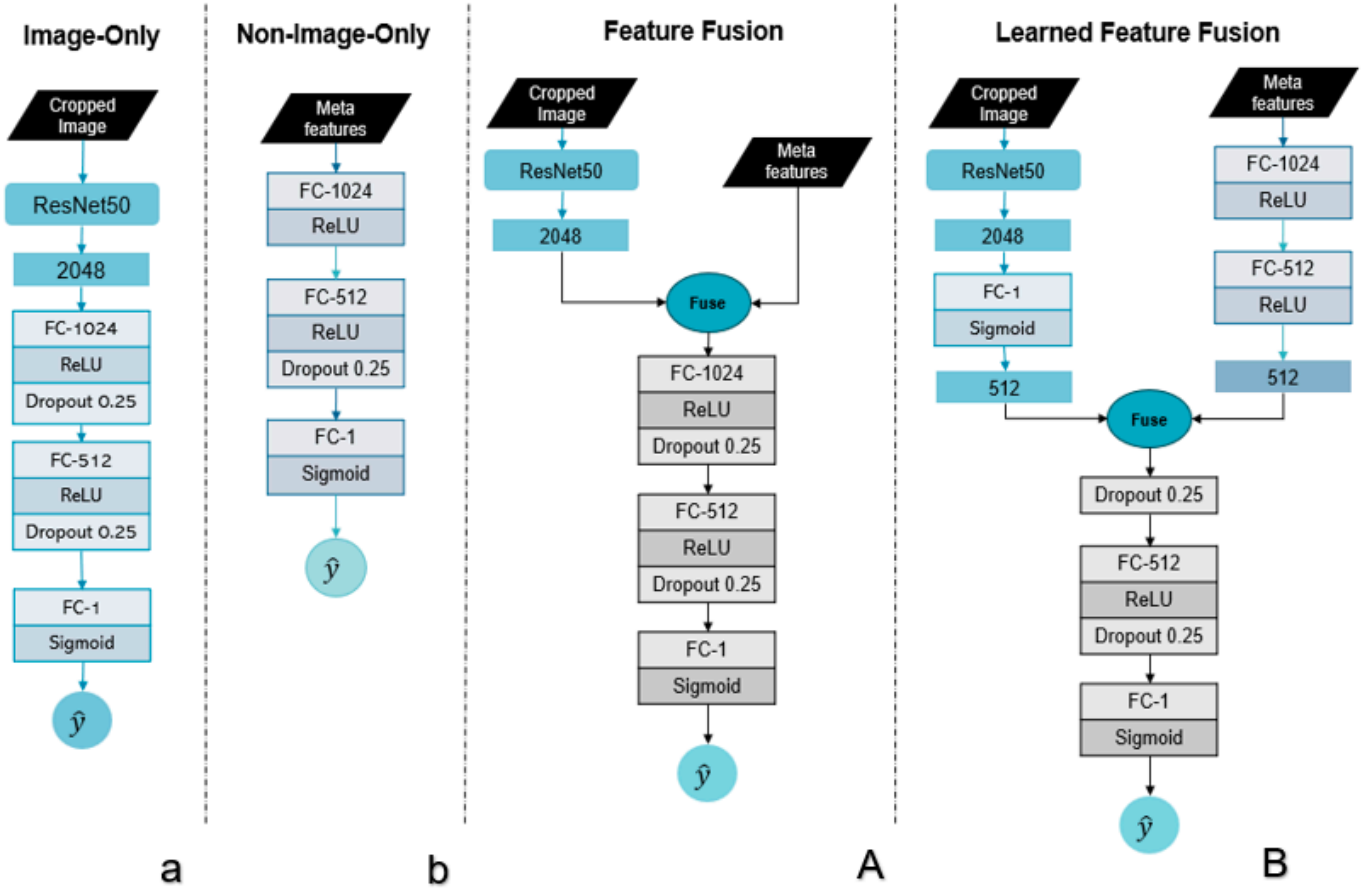 Image-Only
Cropped
Image
ResNet50
2048
FC-1024
ReLU
Dropout 0.25
FC-512
ReLU
Dropout 0.25
FC-1
Sigmoid
ŷ
a
Non-Image-Only
Meta
features
FC-1024
ReLU
FC-512
ReLU
Dropout 0.25
FC-1
Sigmoid
ŷ
b
Feature Fusion
Cropped
Image
ResNet50
2048
Meta
features
Fuse
FC-1024
ReLU
Dropout 0.25
FC-512
ReLU
Dropout 0.25
FC-1
Sigmoid
ŷ
A
Learned Feature Fusion
Cropped
Image
ResNet50
2048
FC-1
Sigmoid
512
Meta
features
FC-1024
ReLU
FC-512
ReLU
512
Fuse
Dropout 0.25
FC-512
ReLU
Dropout 0.25
FC-1
Sigmoid
ŷ
B